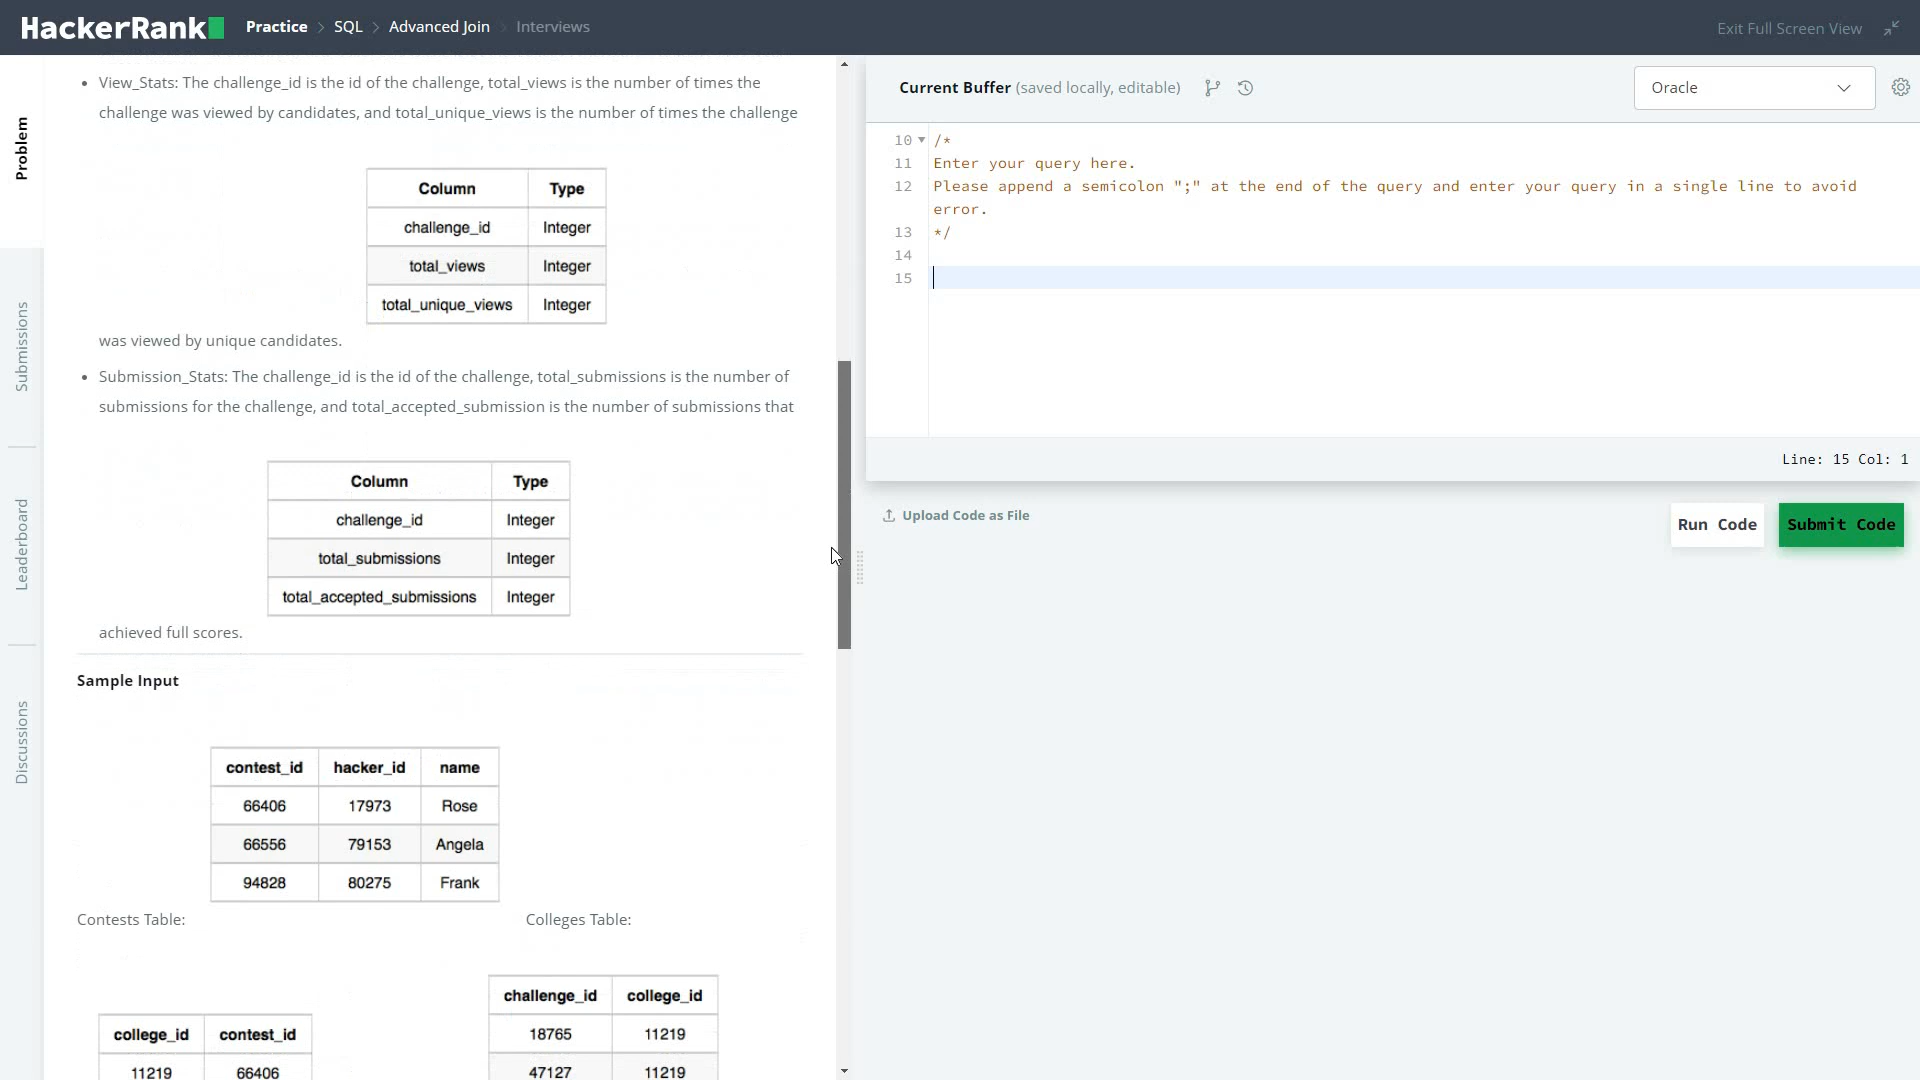 HackerRank Practice > SQL > Advanced Join > Interviews
Exit Full Screen View
Problem
Submissions
Leaderboard
Discussions
• View_Stats: The challenge_id is the id of the challenge, total_views is the number of times the
challenge was viewed by candidates, and total_unique_views is the number of times the challenge
Column Type
challenge_id Integer
total_views Integer
total_unique_views Integer
was viewed by unique candidates.
• Submission_Stats: The challenge_id is the id of the challenge, total_submissions is the number of
submissions for the challenge, and total_accepted_submission is the number of submissions that
Column Type
challenge_id Integer
total_submissions Integer
total_accepted_submissions Integer
achieved full scores.
Sample Input
contest_id hacker_id name
66406 17973 Rose
66556 79153 Angela
94828 80275 Frank
Contests Table: Colleges Table:
challenge_id college_id
18765 11219
47127 11219
college_id contest_id
11219 66406
Current Buffer (saved locally, editable)
Oracle
10 /*
11 Enter your query here.
12 Please append a semicolon ";" at the end of the query and enter your query in a single line to avoid
error.
13 */
14
15
Line: 15 Col: 1
Upload Code as File
Run Code
Submit Code